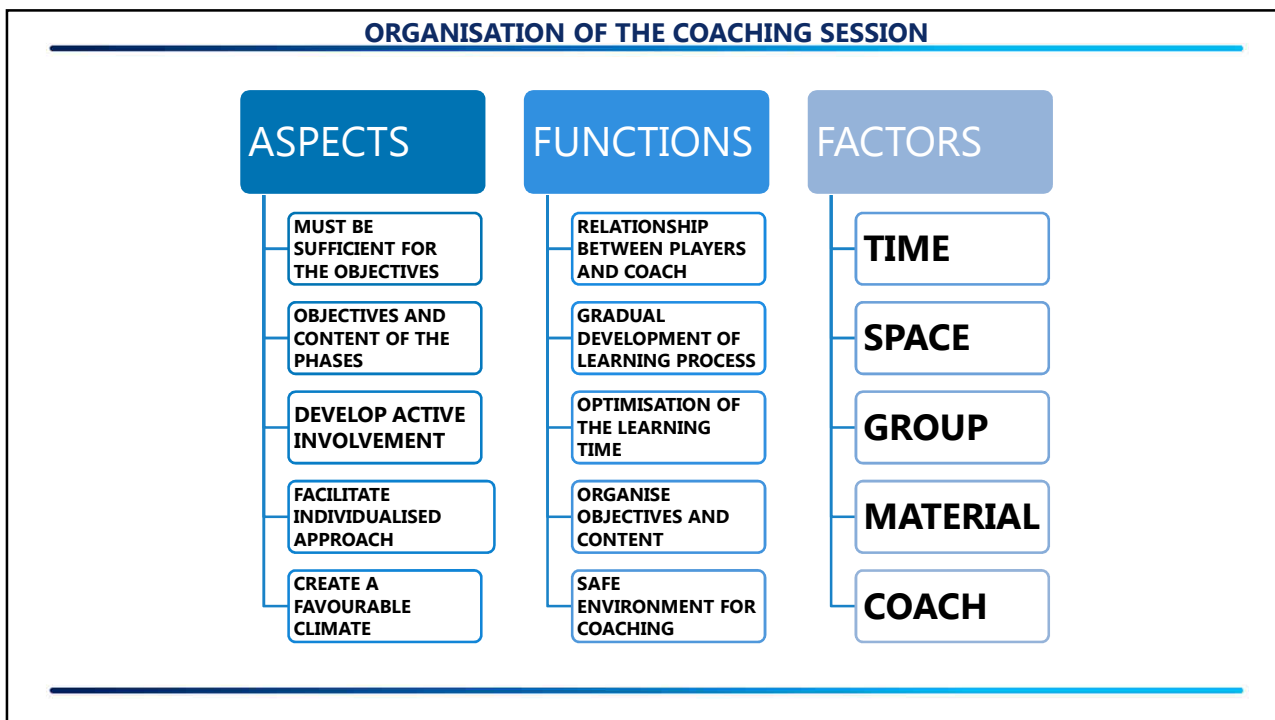 ORGANISATION OF THE COACHING SESSION
ASPECTS
MUST BE
SUFFICIENT FOR
THE OBJECTIVES
OBJECTIVES AND
CONTENT OF THE
PHASES
DEVELOP ACTIVE
INVOLVEMENT
FACILITATE
INDIVIDUALISED
APPROACH
CREATE A
FAVOURABLE
CLIMATE
FUNCTIONS
RELATIONSHIP
BETWEEN PLAYERS
AND COACH
GRADUAL
DEVELOPMENT OF
LEARNING PROCESS
OPTIMISATION OF
THE LEARNING
TIME
ORGANISE
OBJECTIVES AND
CONTENT
SAFE
ENVIRONMENT FOR
COACHING
FACTORS
TIME
SPACE
GROUP
MATERIAL
COACH